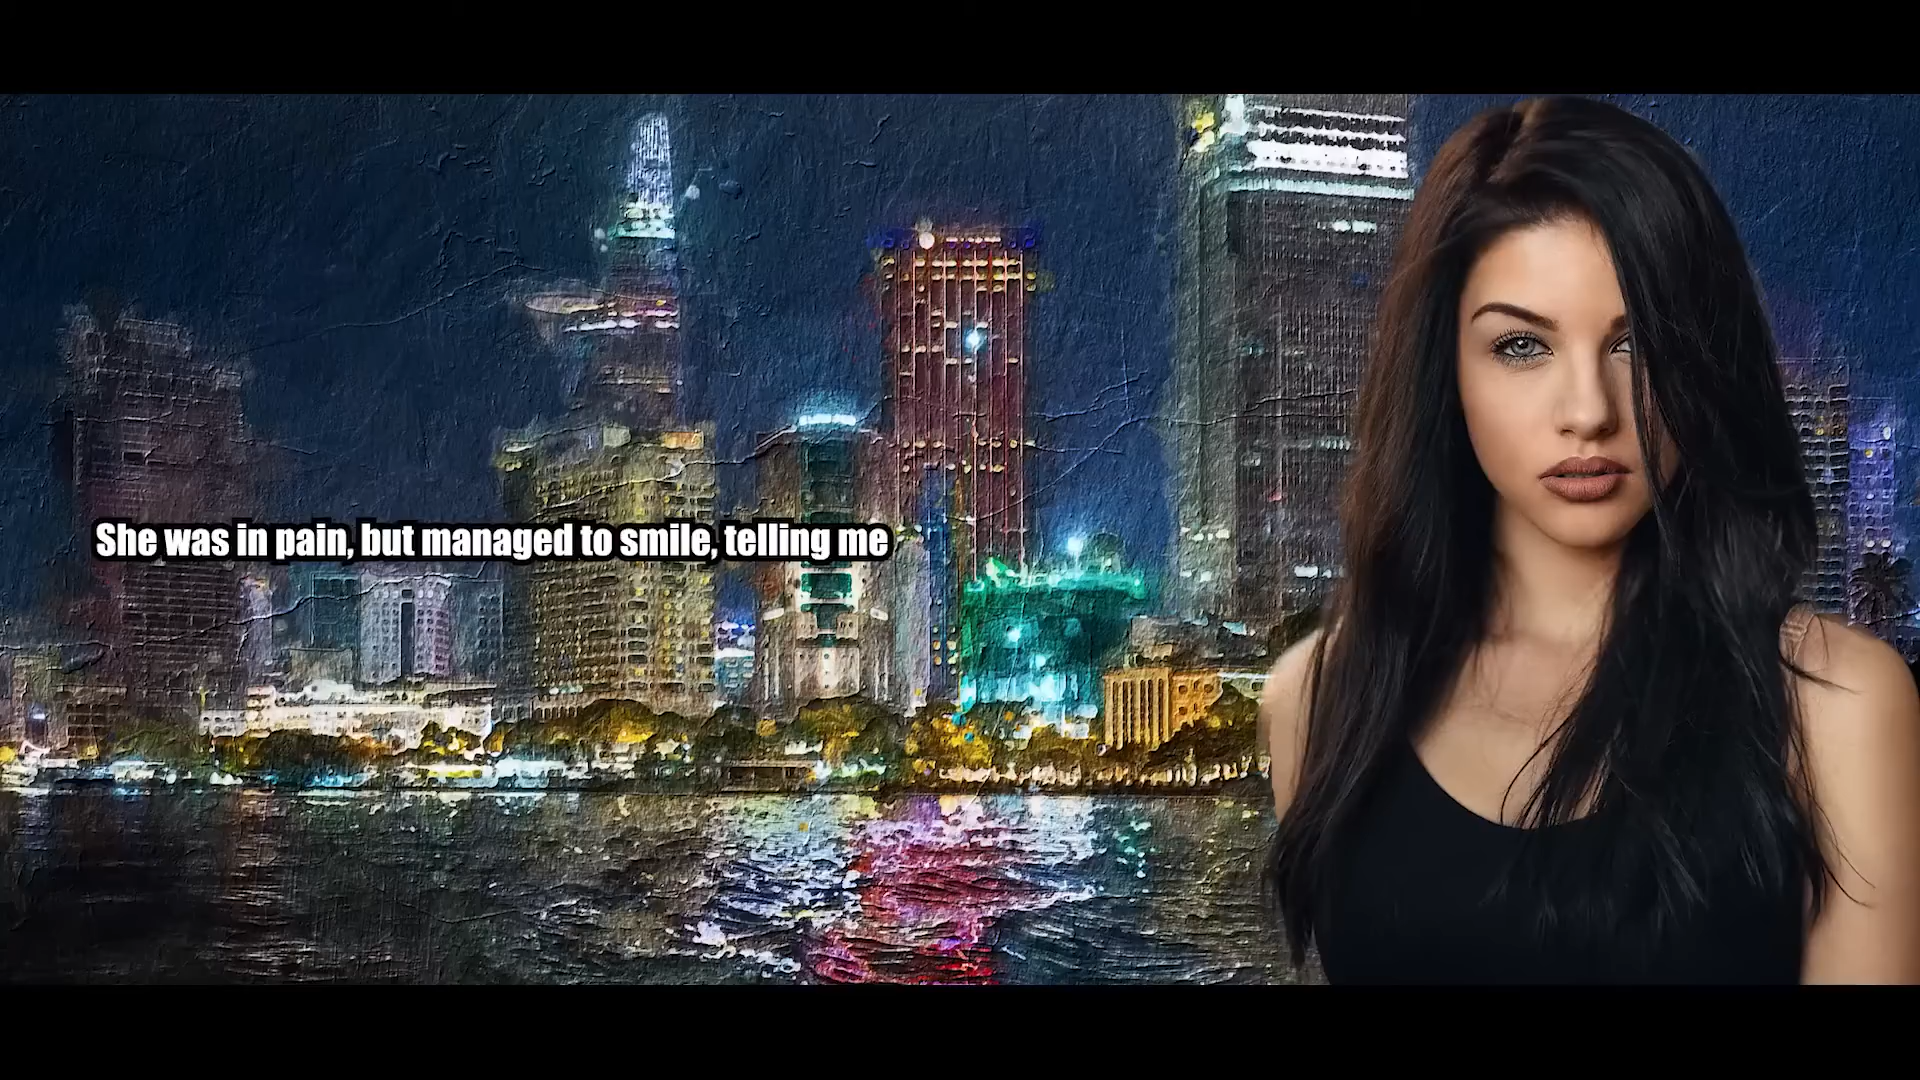 She was in pain, but managed to smile, telling me